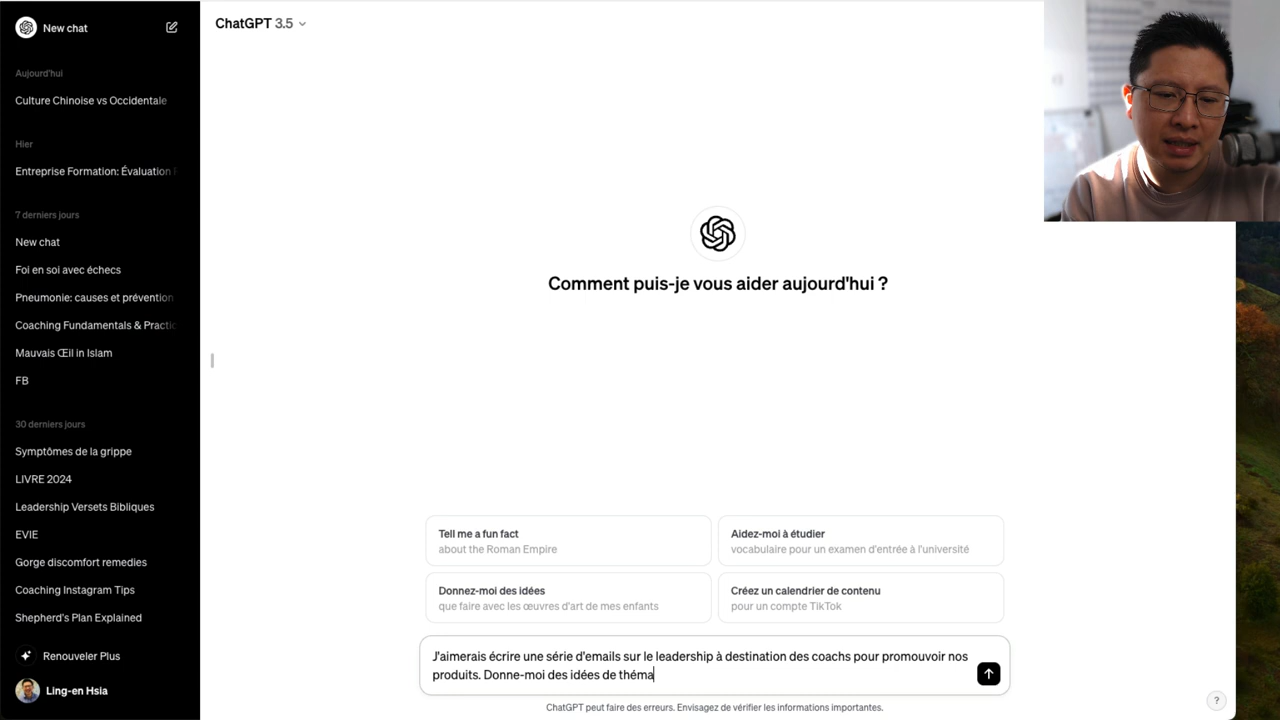 New chat
Aujourd'hui
Culture Chinoise vs Occidentale
Hier
Entreprise Formation: Évaluation
7 derniers jours
New chat
Foi en soi avec échecs
Pneumonie: causes et prévention
Coaching Fundamentals & Practic
Mauvais Œil in Islam
FB
30 derniers jours
Symptômes de la grippe
LIVRE 2024
Leadership Versets Bibliques
EVIE
Gorge discomfort remedies
Coaching Instagram Tips
Shepherd's Plan Explained
Renouveler Plus
Ling-en Hsia
ChatGPT 3.5
Comment puis-je vous aider aujourd'hui ?
Tell me a fun fact
about the Roman Empire
Aidez-moi à étudier
vocabulaire pour un examen d'entrée à l'université
Donnez-moi des idées
que faire avec les œuvres d'art de mes enfants
Créez un calendrier de contenu
pour un compte TikTok
J'aimerais écrire une série d'emails sur le leadership à destination des coachs pour promouvoir nos
produits. Donne-moi des idées de théma
ChatGPT peut faire des erreurs. Envisagez de vérifier les informations importantes.
?